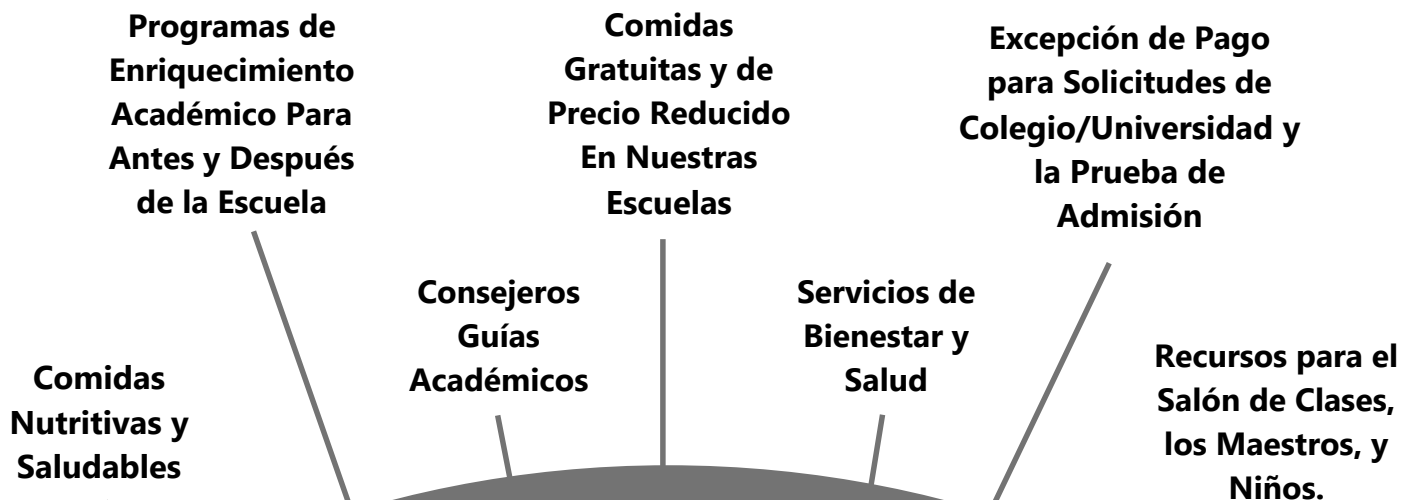 Programas de
Enriquecimiento
Académico Para
Antes y Después
de la Escuela
Comidas
Gratuitas y de
Precio Reducido
En Nuestras
Escuelas
Excepción de Pago
para Solicitudes de
Colegio/Universidad y
la Prueba de
Admisión
Consejeros
Guías
Académicos
Servicios de
Bienestar y
Salud
Comidas
Nutritivas y
Saludables
Recursos para el
Salón de Clases,
los Maestros, y
Niños.